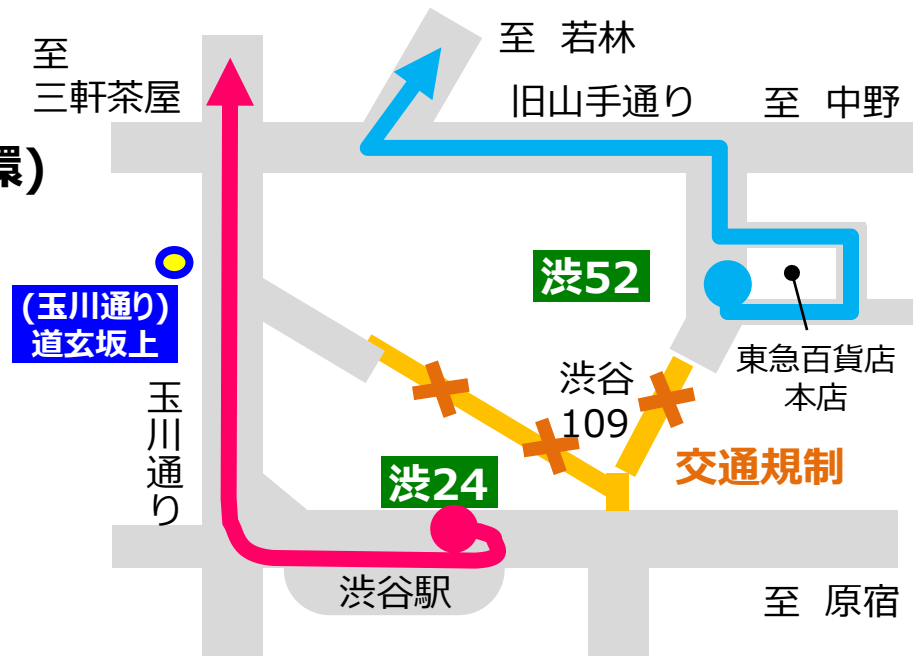 至 若林
至
三軒茶屋
旧山手通り
至 中野
環)
渋52
(玉川通り)
道玄坂上
東急百貨店
本店
渋谷
109
玉川通り
交通規制
渋24
渋谷駅
至 原宿